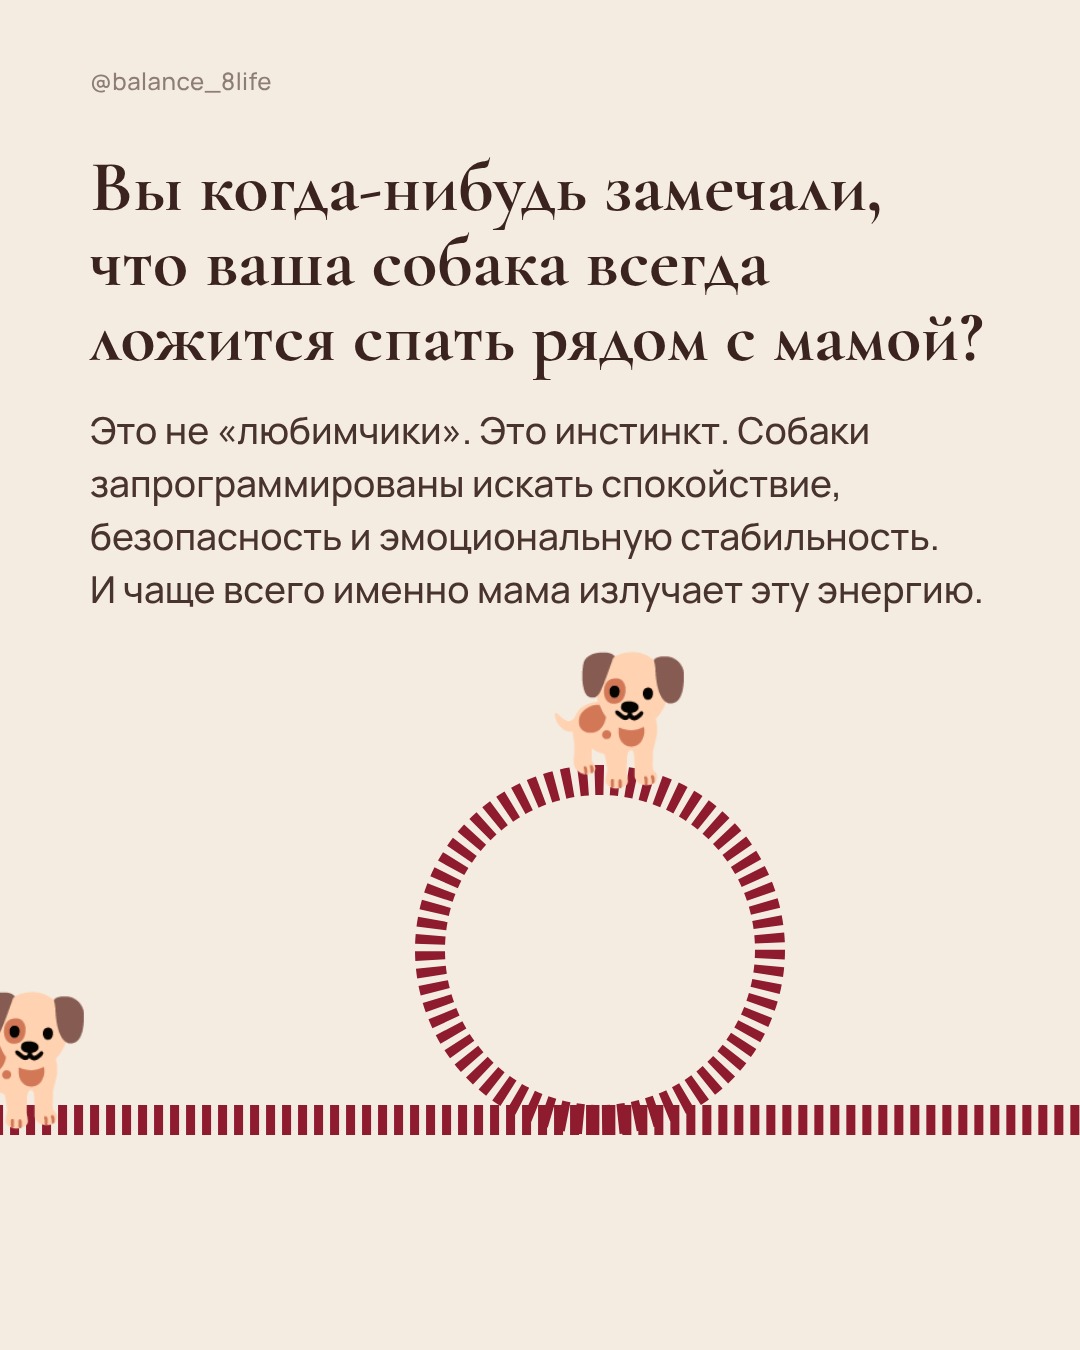 @balance_8life
Вы когда-нибудь замечали,
что ваша собака всегда
ложится спать рядом с мамой?
Это не «любимчики». Это инстинкт. Собаки
запрограммированы искать спокойствие,
безопасность и эмоциональную стабильность.
И чаще всего именно мама излучает эту энергию.